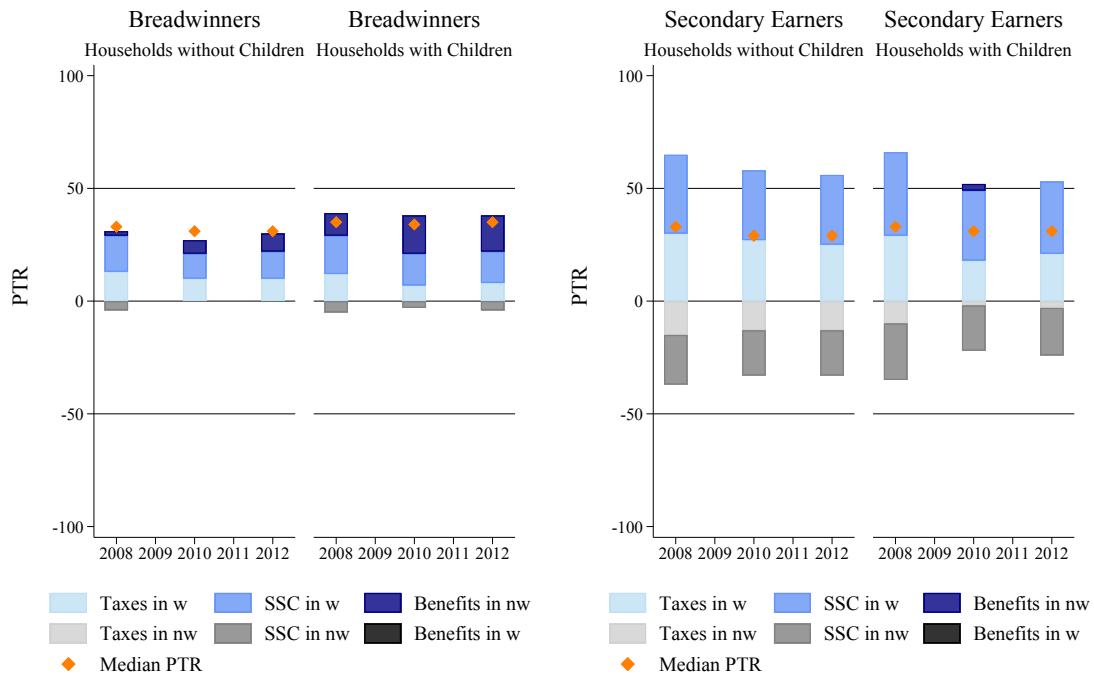 Breadwinners Breadwinners
Households without Children Households with Children
100
50
0
-50
-100
PTR
2008 2009 2010 2011 2012 2008 2009 2010 2011 2012
Taxes in w SSC in w Benefits in nw
Taxes in nw SSC in nw Benefits in w
Median PTR
Secondary Earners Secondary Earners
Households without Children Households with Children
100
50
0
-50
-100
PTR
2008 2009 2010 2011 2012 2008 2009 2010 2011 2012
Taxes in w SSC in w Benefits in nw
Taxes in nw SSC in nw Benefits in w
Median PTR